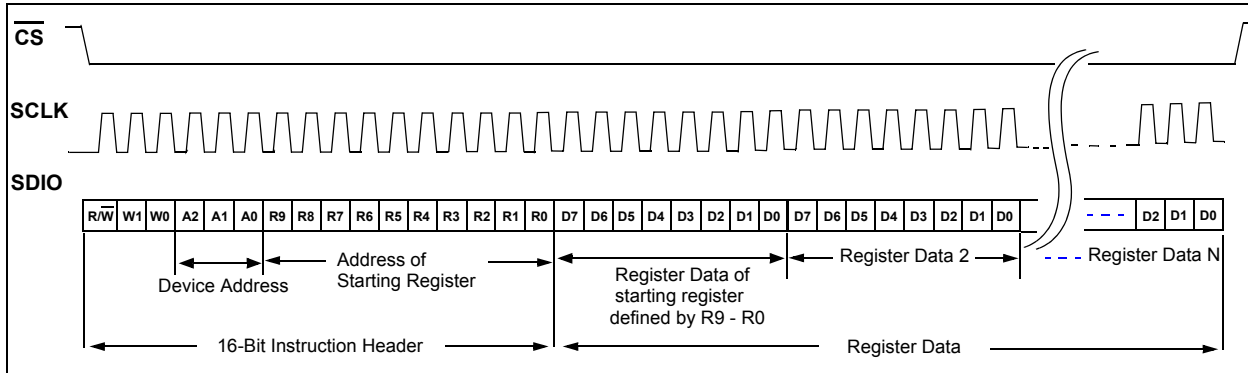 CS
SCLK
SDIO
R/W W1 W0 A2 A1 A0 R9 R8 R7 R6 R5 R4 R3 R2 R1 R0 D7 D6 D5 D4 D3 D2 D1 D0 D7 D6 D5 D4 D3 D2 D1 D0 D2 D1 D0
Device Address
Address of
Starting Register
Register Data of
starting register
defined by R9 - R0
Register Data 2
Register Data N
16-Bit Instruction Header
Register Data